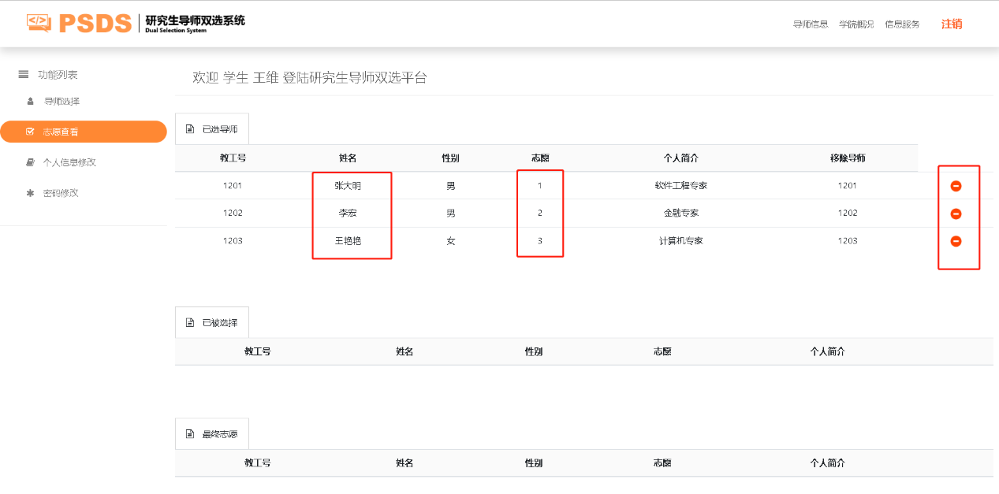 PSDS 研究生导师双选系统
Dual Selection System
导师信息 学院概况 信息服务 注销
功能列表
导师选择
志愿查看
个人信息修改
密码修改
欢迎 学生 王维 登陆研究生导师双选平台
已选导师
教工号 姓名 性别 志愿 个人简介 移除导师
1201 张大明 男 1 软件工程专家 1201
1202 李宏 男 2 金融专家 1202
1203 王艳艳 女 3 计算机专家 1203
已被选择
教工号 姓名 性别 志愿 个人简介
最终志愿
教工号 姓名 性别 志愿 个人简介